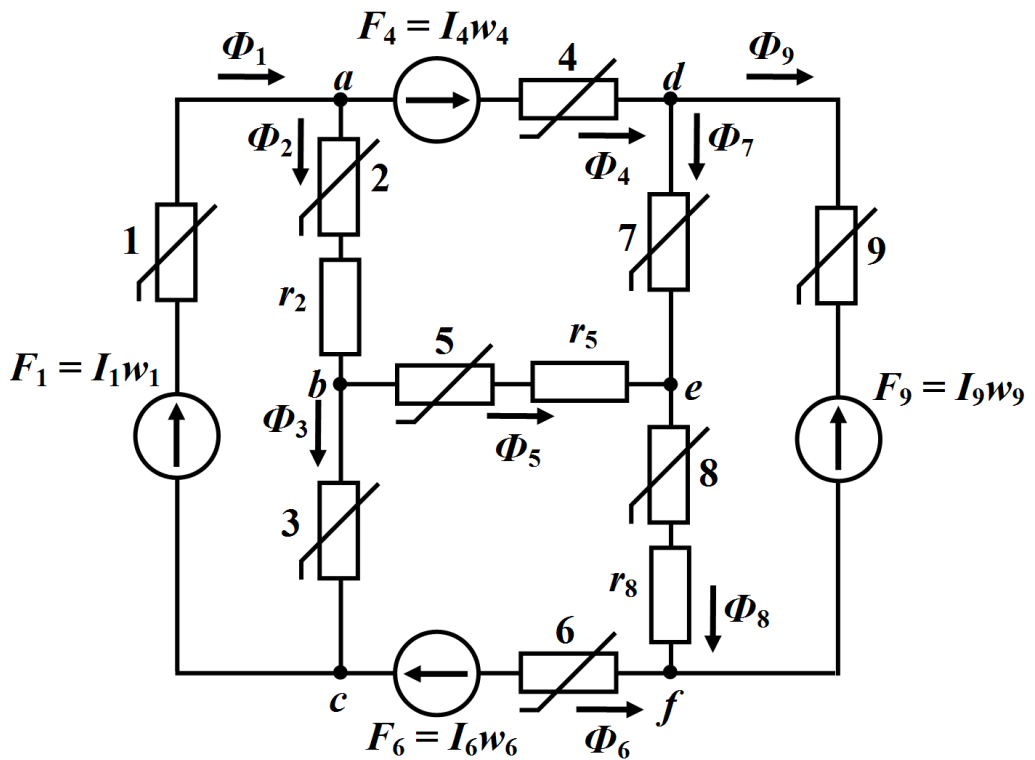 F₄ = I₄w₄
Φ₁
a
4
d
Φ₉
Φ₂
2
Φ₄
Φ₇
1
7
9
r₂
5
r₅
F₁ = I₁w₁
b
e
F₉ = I₉w₉
Φ₃
Φ₅
8
3
r₈
Φ₈
6
c
f
F₆ = I₆w₆
Φ₆